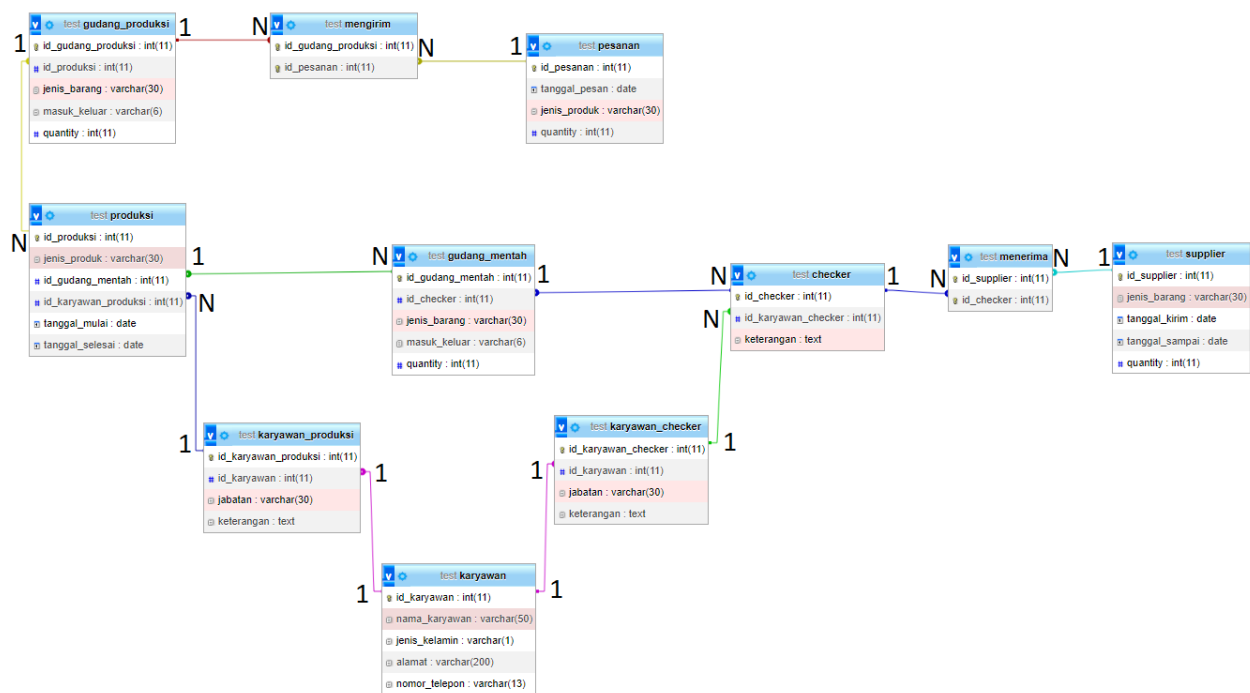 test gudang_produksi
id_gudang_produksi : int(11)
id_produksi : int(11)
jenis_barang : varchar(30)
masuk_keluar : varchar(6)
quantity : int(11)
1
1
N
test mengirim
id_gudang_produksi : int(11)
id_pesanan : int(11)
N
1
test pesanan
id_pesanan : int(11)
tanggal_pesan : date
jenis_produk : varchar(30)
quantity : int(11)
test produksi
id_produksi : int(11)
jenis_produk : varchar(30)
id_gudang_mentah : int(11)
id_karyawan_produksi : int(11)
tanggal_mulai : date
tanggal_selesai : date
N
1
N
N
test gudang_mentah
id_gudang_mentah : int(11)
id_checker : int(11)
jenis_barang : varchar(30)
masuk_keluar : varchar(6)
quantity : int(11)
1
N
N
test checker
id_checker : int(11)
id_karyawan_checker : int(11)
keterangan : text
1
N
test menerima
id_supplier : int(11)
id_checker : int(11)
N
1
test supplier
id_supplier : int(11)
jenis_barang : varchar(30)
tanggal_kirim : date
tanggal_sampai : date
quantity : int(11)
1
test karyawan_produksi
id_karyawan_produksi : int(11)
id_karyawan : int(11)
jabatan : varchar(30)
keterangan : text
1
1
test karyawan_checker
id_karyawan_checker : int(11)
id_karyawan : int(11)
jabatan : varchar(30)
keterangan : text
1
1
test karyawan
id_karyawan : int(11)
nama_karyawan : varchar(50)
jenis_kelamin : varchar(1)
alamat : varchar(200)
nomor_telepon : varchar(13)
1